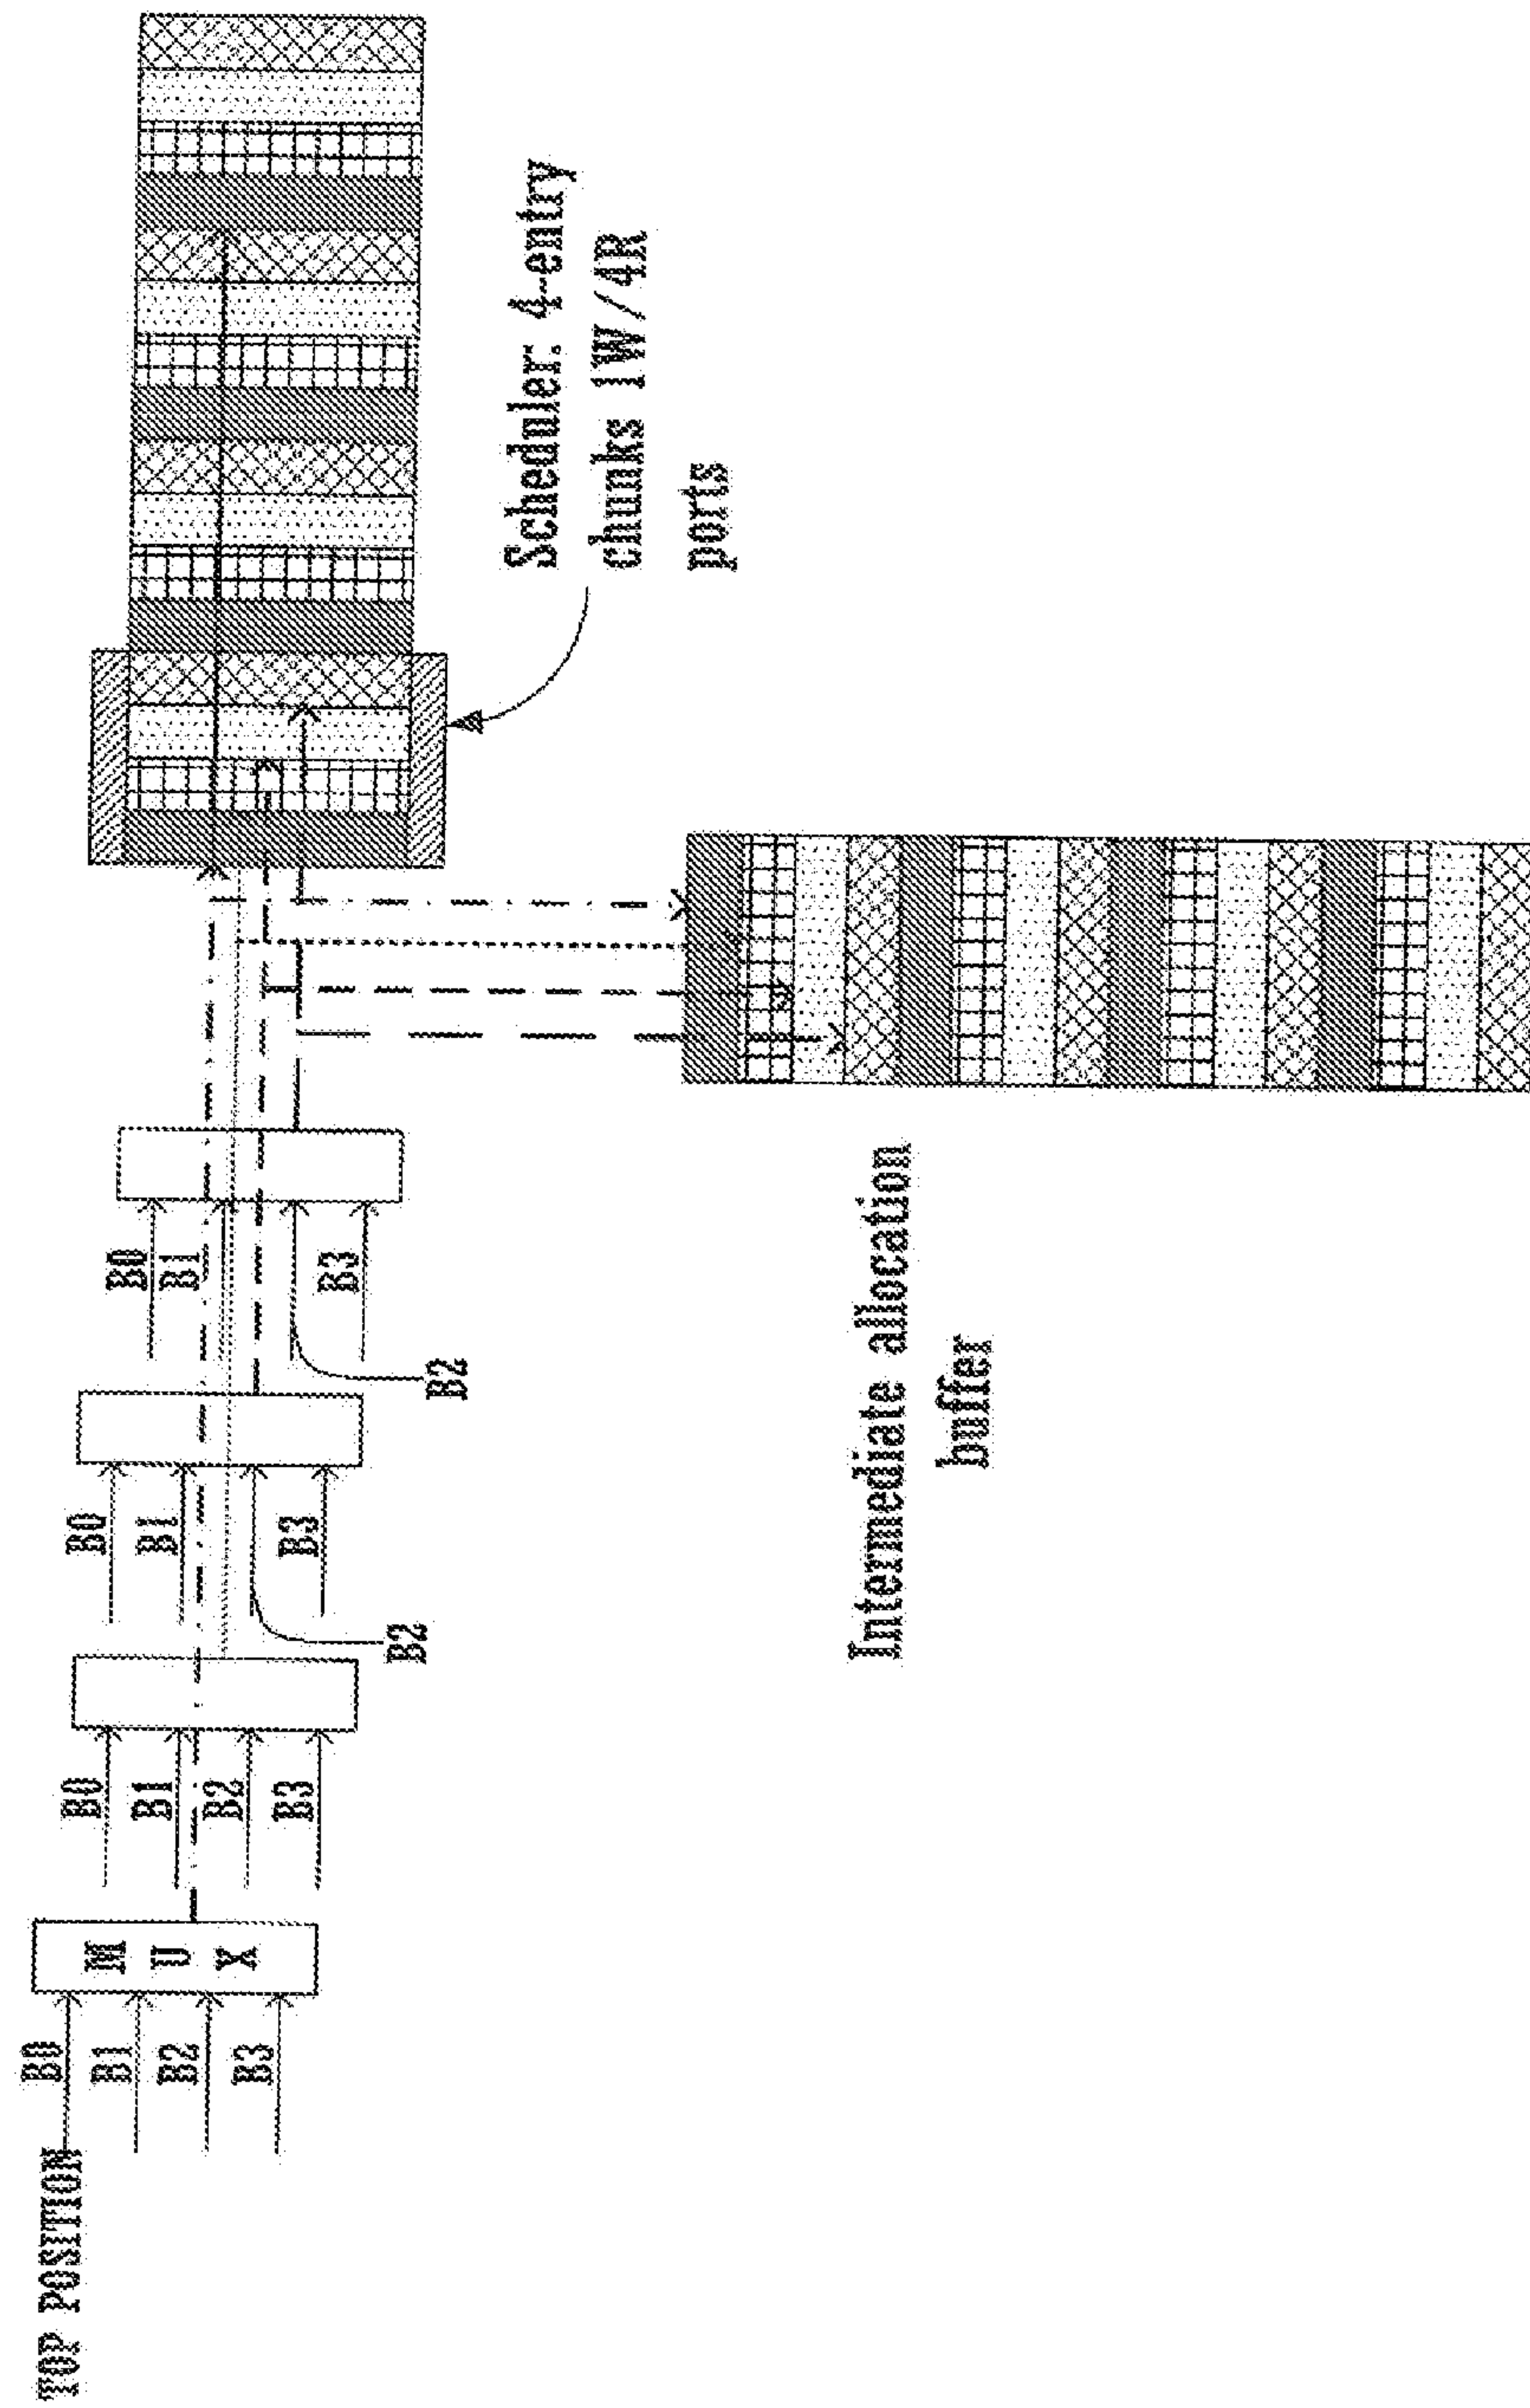 TOP POSITION
B0
B1
B2
B3
M
U
X
B0
B1
B2
B3
B0
B1
B2
B3
B0
B1
B2
B3
Scheduler: 4-entry
chunks 1W/4R
ports
Intermediate allocation
buffer